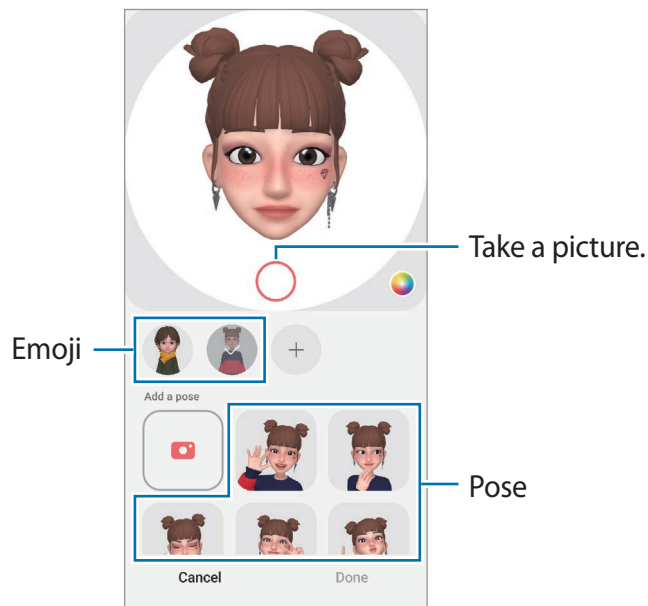 Take a picture.
Emoji
Add a pose
Pose
Cancel
Done